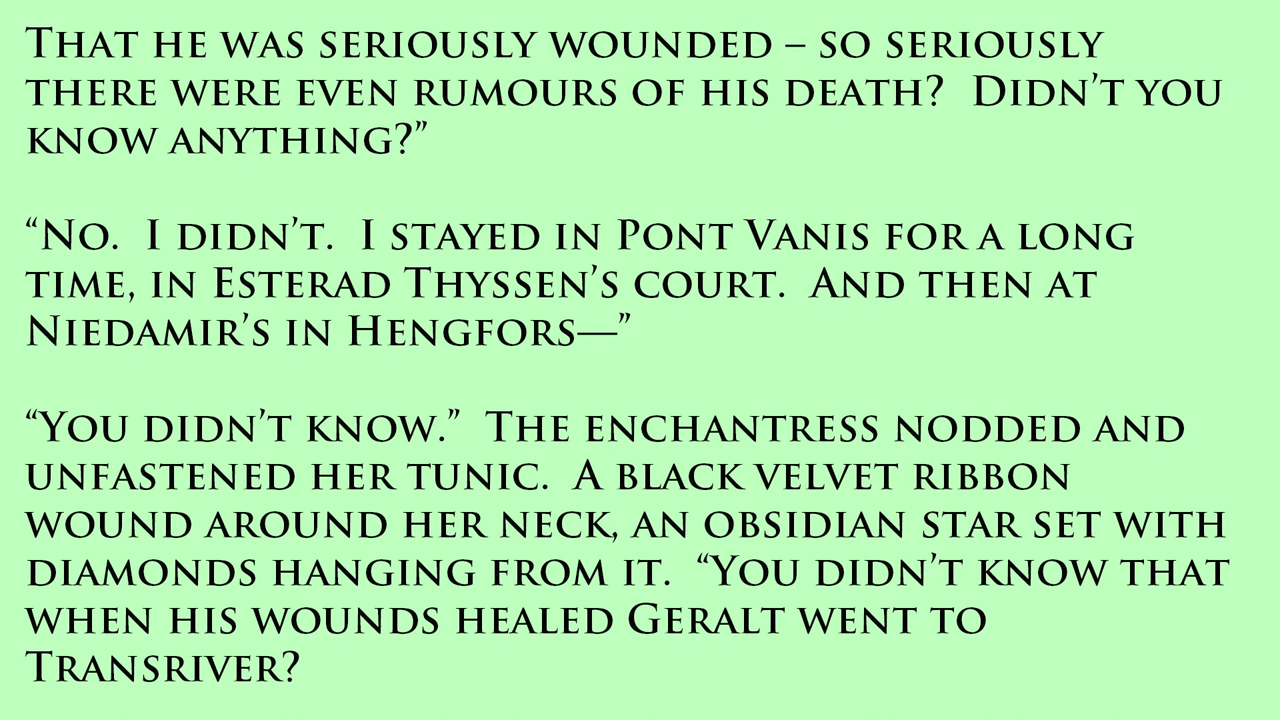 That he was seriously wounded – so seriously
there were even rumours of his death?  Didn’t you
know anything?”
“No.  I didn’t.  I stayed in Pont Vanis for a long
time, in Esterad Thyssen’s court.  And then at
Niedamir’s in Hengfors—”
“You didn’t know.”  The enchantress nodded and
unfastened her tunic.  A black velvet ribbon
wound around her neck, an obsidian star set with
diamonds hanging from it.  “You didn’t know that
when his wounds healed Geralt went to
Transriver?